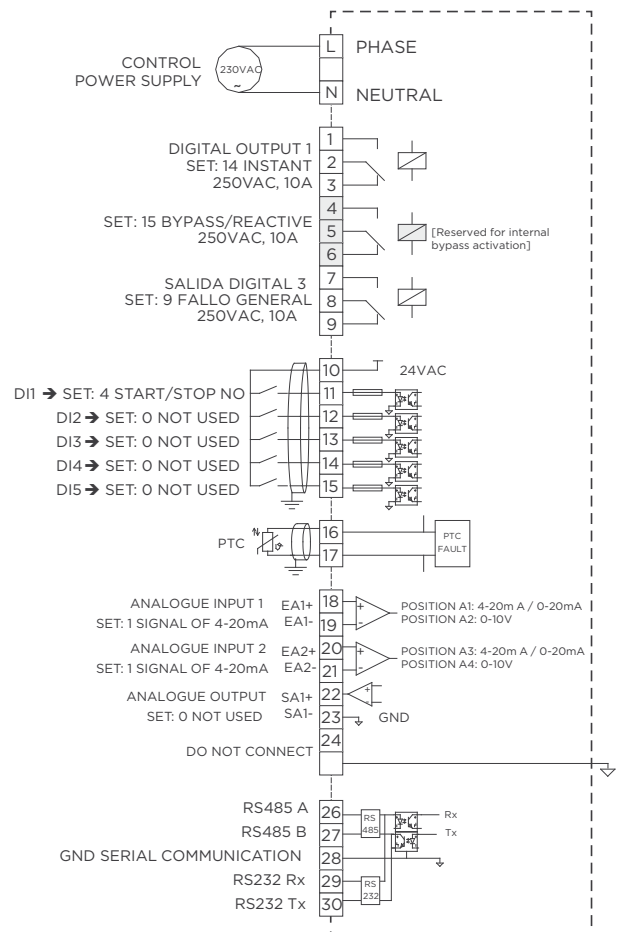 CONTROL
POWER SUPPLY
230VAC
~
L PHASE
N NEUTRAL
DIGITAL OUTPUT 1
SET: 14 INSTANT
250VAC, 10A
1
2
3
SET: 15 BYPASS/REACTIVE
250VAC, 10A
4
5
6
[Reserved for internal
bypass activation]
SALIDA DIGITAL 3
SET: 9 FALLO GENERAL
250VAC, 10A
7
8
9
10 24VAC
DI1 ➔ SET: 4 START/STOP NO 11
DI2 ➔ SET: 0 NOT USED 12
DI3 ➔ SET: 0 NOT USED 13
DI4 ➔ SET: 0 NOT USED 14
DI5 ➔ SET: 0 NOT USED 15
PTC
16
17
PTC
FAULT
ANALOGUE INPUT 1 EA1+ 18
SET: 1 SIGNAL OF 4-20mA EA1- 19
+
-
POSITION A1: 4-20m A / 0-20mA
POSITION A2: 0-10V
ANALOGUE INPUT 2 EA2+ 20
SET: 1 SIGNAL OF 4-20mA EA2- 21
+
-
POSITION A3: 4-20m A / 0-20mA
POSITION A4: 0-10V
ANALOGUE OUTPUT SA1+ 22
+
-
SET: 0 NOT USED SA1- 23 GND
24
DO NOT CONNECT
RS485 A 26
RS485 B 27
RS
485
Rx
Tx
GND SERIAL COMMUNICATION 28
RS232 Rx 29
RS232 Tx 30
RS
232